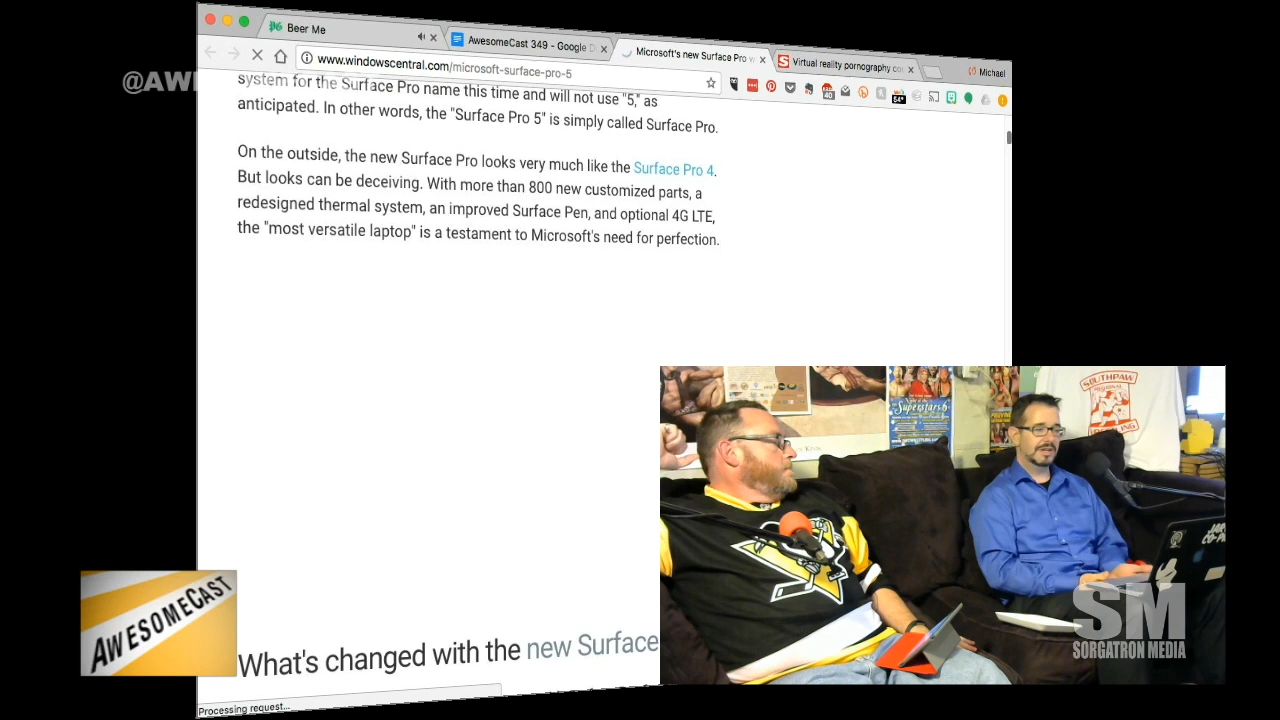 Beer Me
AwesomeCast 349 - Google D
Microsoft's new Surface Pro w
Virtual reality pornography co
Michael
www.windowscentral.com/microsoft-surface-pro-5
@AW
system for the Surface Pro name this time and will not use "5," as
anticipated. In other words, the "Surface Pro 5" is simply called Surface Pro.
On the outside, the new Surface Pro looks very much like the Surface Pro 4.
But looks can be deceiving. With more than 800 new customized parts, a
redesigned thermal system, an improved Surface Pen, and optional 4G LTE,
the "most versatile laptop" is a testament to Microsoft's need for perfection.
What's changed with the new Surface
Processing request...
AWESOMECAST
Superstars
SOUTHPAW
REGIONAL
WRESTLING
SM
SORGATRON MEDIA